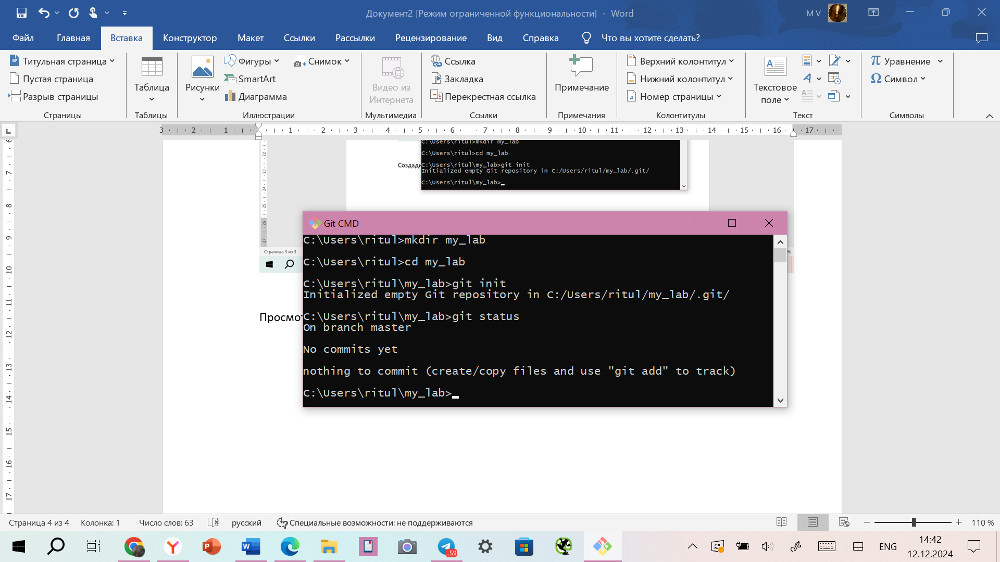 Документ2 [Режим ограниченной функциональности] - Word
M V
Файл Главная Вставка Конструктор Макет Ссылки Рассылки Рецензирование Вид Справка Что вы хотите сделать?
Титульная страница
Пустая страница
Разрыв страницы
Страницы
Таблица
Таблицы
Рисунки
Фигуры
SmartArt
Диаграмма
Снимок
Иллюстрации
Видео из
Интернета
Мультимедиа
Ссылка
Закладка
Перекрестная ссылка
Ссылки
Примечание
Примечания
Верхний колонтитул
Нижний колонтитул
Номер страницы
Колонтитулы
Текстовое
поле
Текст
Уравнение
Символ
Символы
3 2 1 1 2 3 4 5 6 7 8 9 10 11 12 13 14 15 16 17
6
7
8
9
10
11
12
13
14
15
16
17
22
23
24
25
26
27
C:\Users\ritul>mkdir my_lab
C:\Users\ritul>cd my_lab
Создади
C:\Users\ritul\my_lab>git init
Initialized empty Git repository in C:/Users/ritul/my_lab/.git/
C:\Users\ritul\my_lab>
Страница 3 из 3
%
Просмот
Git CMD
C:\Users\ritul>mkdir my_lab
C:\Users\ritul>cd my_lab
C:\Users\ritul\my_lab>git init
Initialized empty Git repository in C:/Users/ritul/my_lab/.git/
C:\Users\ritul\my_lab>git status
On branch master
No commits yet
nothing to commit (create/copy files and use "git add" to track)
C:\Users\ritul\my_lab>
Страница 4 из 4 Колонка: 1 Число слов: 63 русский Специальные возможности: не поддерживаются 110 %
..59
ENG
14:42
12.12.2024